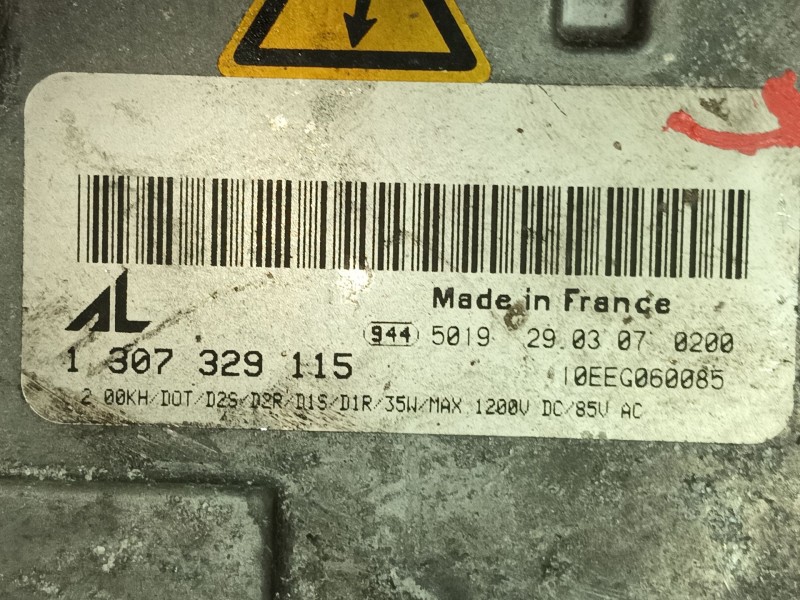 Made in France
AL
944 5019 29.03 07 0200
1 307 329 115
10EEG060085
2 00KH/DOT/D2S/D2R/D1S/D1R/35W/MAX 1200V DC/85V AC